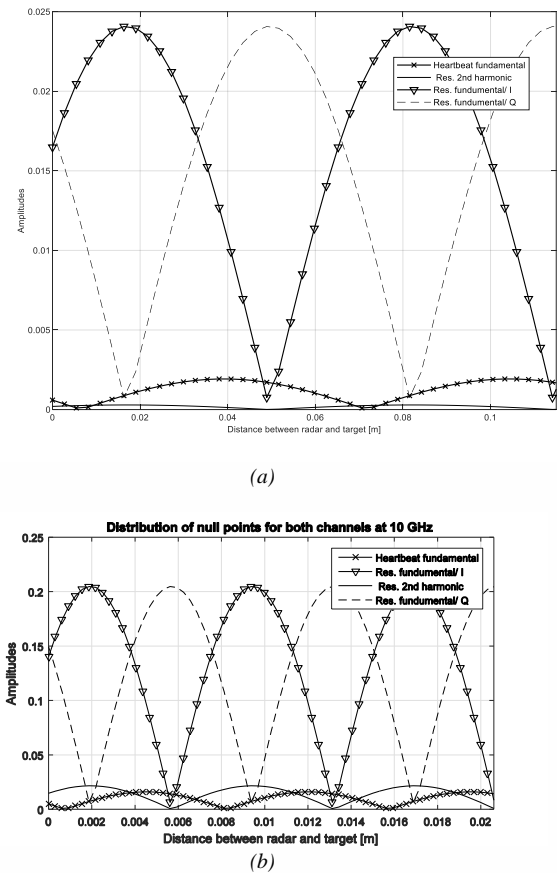 0.025
0.02
0.015
0.01
0.005
0
Amplitudes
Heartbeat fundamental
Res. 2nd harmonic
Res. fundumental/ I
Res. fundumental/ Q
0 0.02 0.04 0.06 0.08 0.1
Distance between radar and target [m]
(a)
Distribution of null points for both channels at 10 GHz
0.25
0.2
0.15
0.1
0.05
0
Amplitudes
Heartbeat fundamental
Res. fundumental/ I
Res. 2nd harmonic
Res. fundumental/ Q
0 0.002 0.004 0.006 0.008 0.01 0.012 0.014 0.016 0.018 0.02
Distance between radar and target [m]
(b)